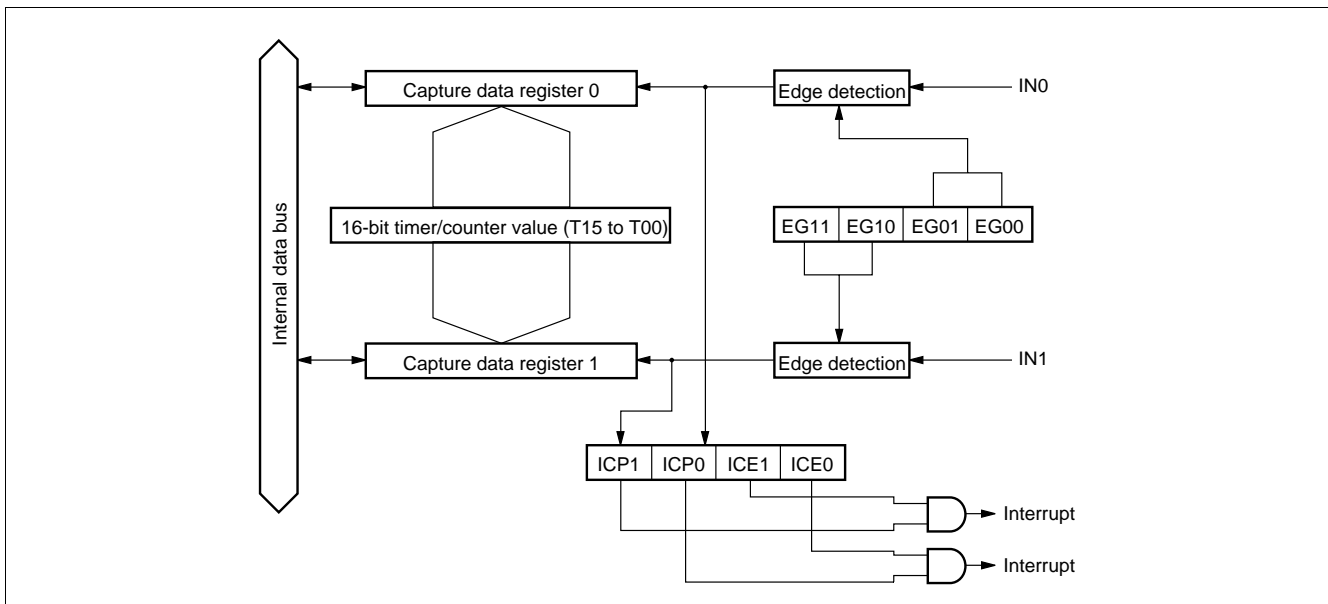 Capture data register 0
Edge detection
IN0
Internal data bus
16-bit timer/counter value (T15 to T00)
EG11 EG10 EG01 EG00
Capture data register 1
Edge detection
IN1
ICP1 ICP0 ICE1 ICE0
Interrupt
Interrupt